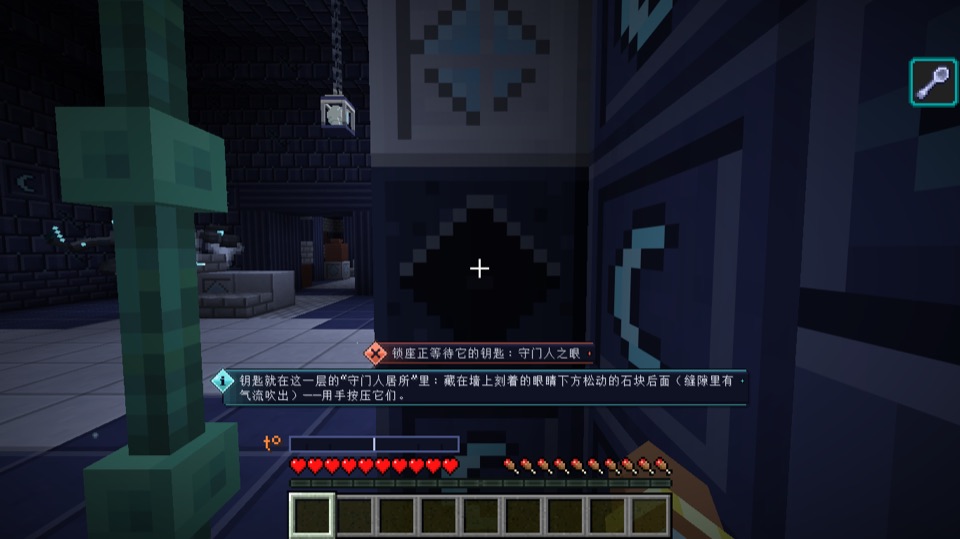 锁座正等待它的钥匙：守门人之眼
钥匙就在这一层的“守门人居所”里：藏在墙上刻着的眼睛下方松动的石块后面（缝隙里有
气流吹出）——用手按压它们。
t°